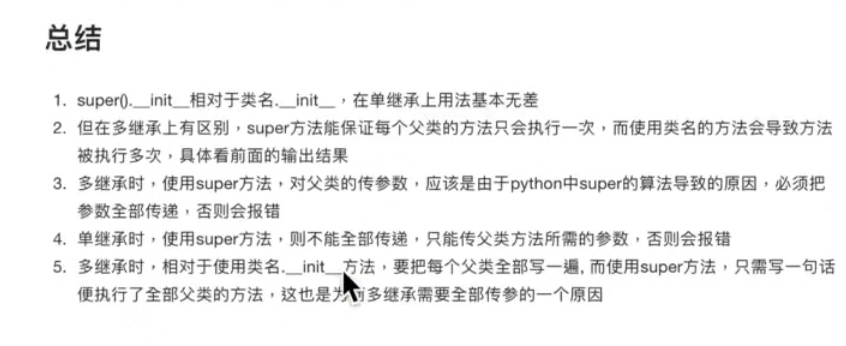 总结
1. super().__init__相对于类名.__init__，在单继承上用法基本无差
2. 但在多继承上有区别，super方法能保证每个父类的方法只会执行一次，而使用类名的方法会导致方法
被执行多次，具体看前面的输出结果
3. 多继承时，使用super方法，对父类的传参数，应该是由于python中super的算法导致的原因，必须把
参数全部传递，否则会报错
4. 单继承时，使用super方法，则不能全部传递，只能传父类方法所需的参数，否则会报错
5. 多继承时，相对于使用类名.__init__方法，要把每个父类全部写一遍, 而使用super方法，只需写一句话
便执行了全部父类的方法，这也是为何多继承需要全部传参的一个原因